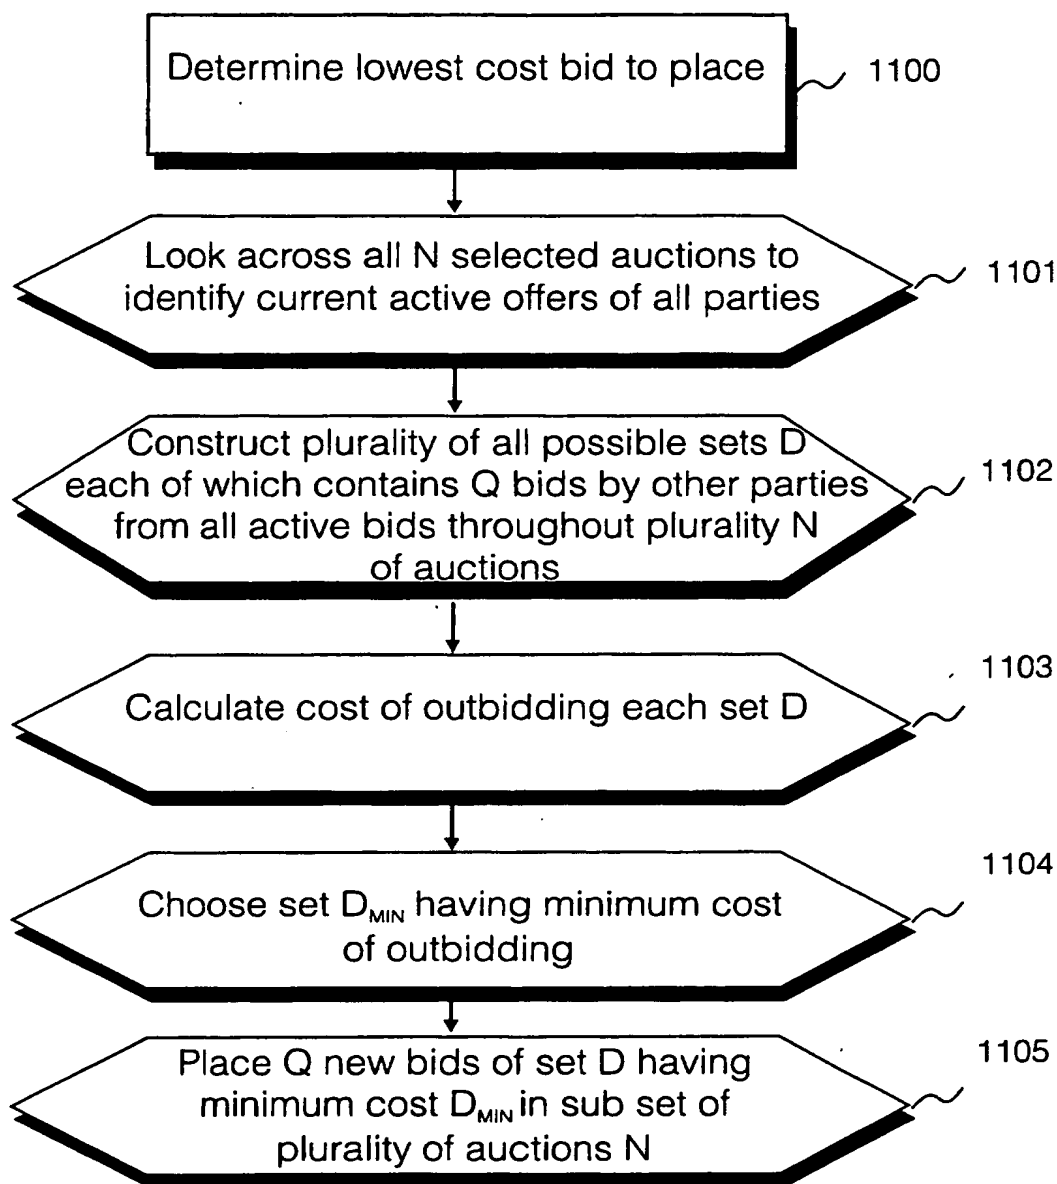 Determine lowest cost bid to place
1100
Look across all N selected auctions to
identify current active offers of all parties
1101
Construct plurality of all possible sets D
each of which contains Q bids by other parties
from all active bids throughout plurality N
of auctions
1102
Calculate cost of outbidding each set D
1103
Choose set DMIN having minimum cost
of outbidding
1104
Place Q new bids of set D having
minimum cost DMIN in sub set of
plurality of auctions N
1105